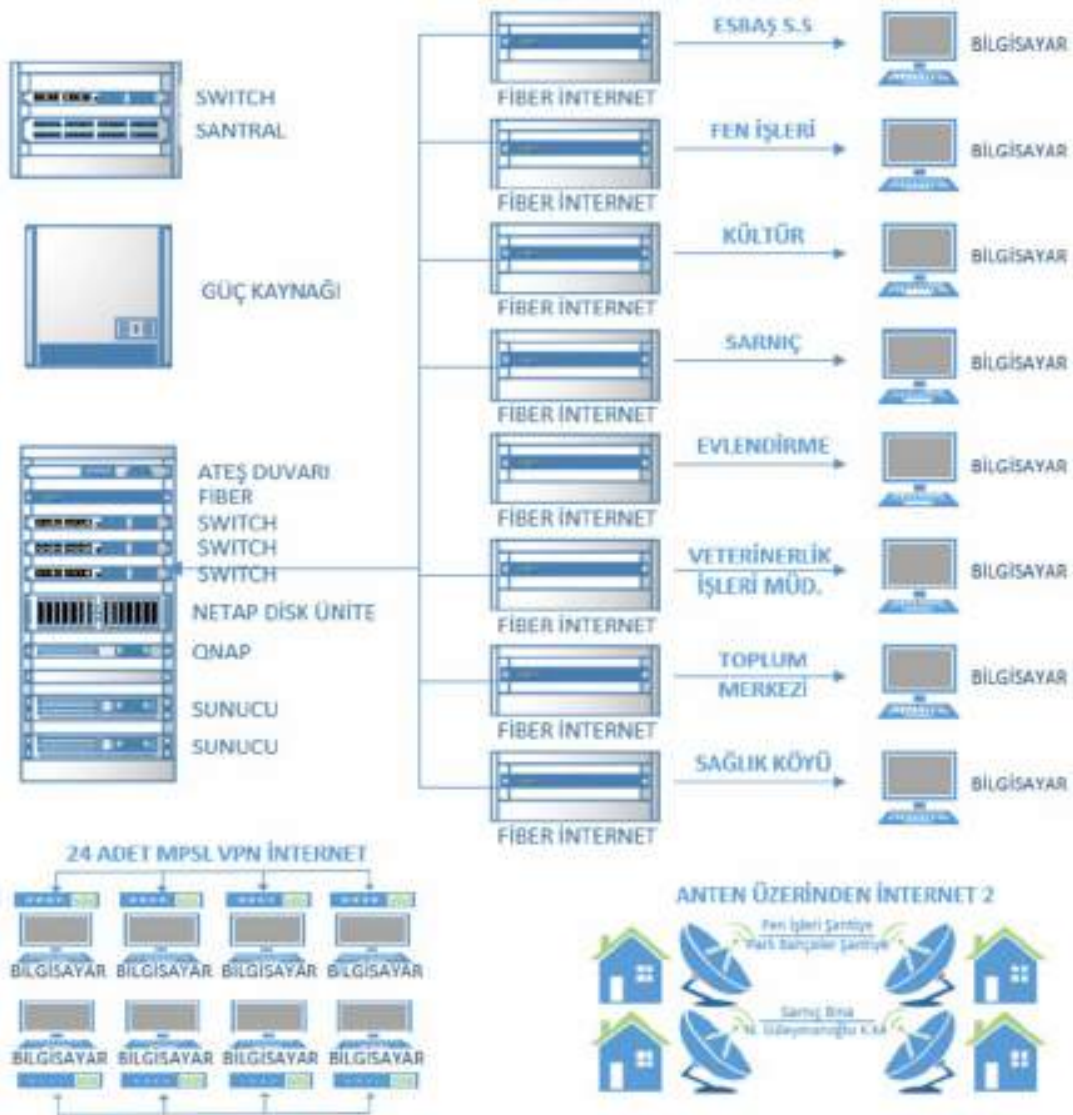 SWITCH
SANTRAL
GÜÇ KAYNAĞI
ATEŞ DUVARI
FİBER
SWITCH
SWITCH
SWITCH
NETAP DİSK ÜNİTE
QNAP
SUNUCU
SUNUCU
FİBER İNTERNET
ESBAŞ S.S
BİLGİSAYAR
FİBER İNTERNET
FEN İŞLERİ
BİLGİSAYAR
FİBER İNTERNET
KÜLTÜR
BİLGİSAYAR
FİBER İNTERNET
SARNIÇ
BİLGİSAYAR
FİBER İNTERNET
EVLENDİRME
BİLGİSAYAR
FİBER İNTERNET
VETERİNERLİK
İŞLERİ MÜD.
BİLGİSAYAR
FİBER İNTERNET
TOPLUM
MERKEZİ
BİLGİSAYAR
FİBER İNTERNET
SAĞLIK KÖYÜ
BİLGİSAYAR
24 ADET MPSL VPN İNTERNET
BİLGİSAYAR BİLGİSAYAR BİLGİSAYAR BİLGİSAYAR
BİLGİSAYAR BİLGİSAYAR BİLGİSAYAR BİLGİSAYAR
ANTEN ÜZERİNDEN İNTERNET 2
Fen İşleri Şantiye
Park Bahçeler Şantiye
Sarnıç Bina
Süleymanoğlu